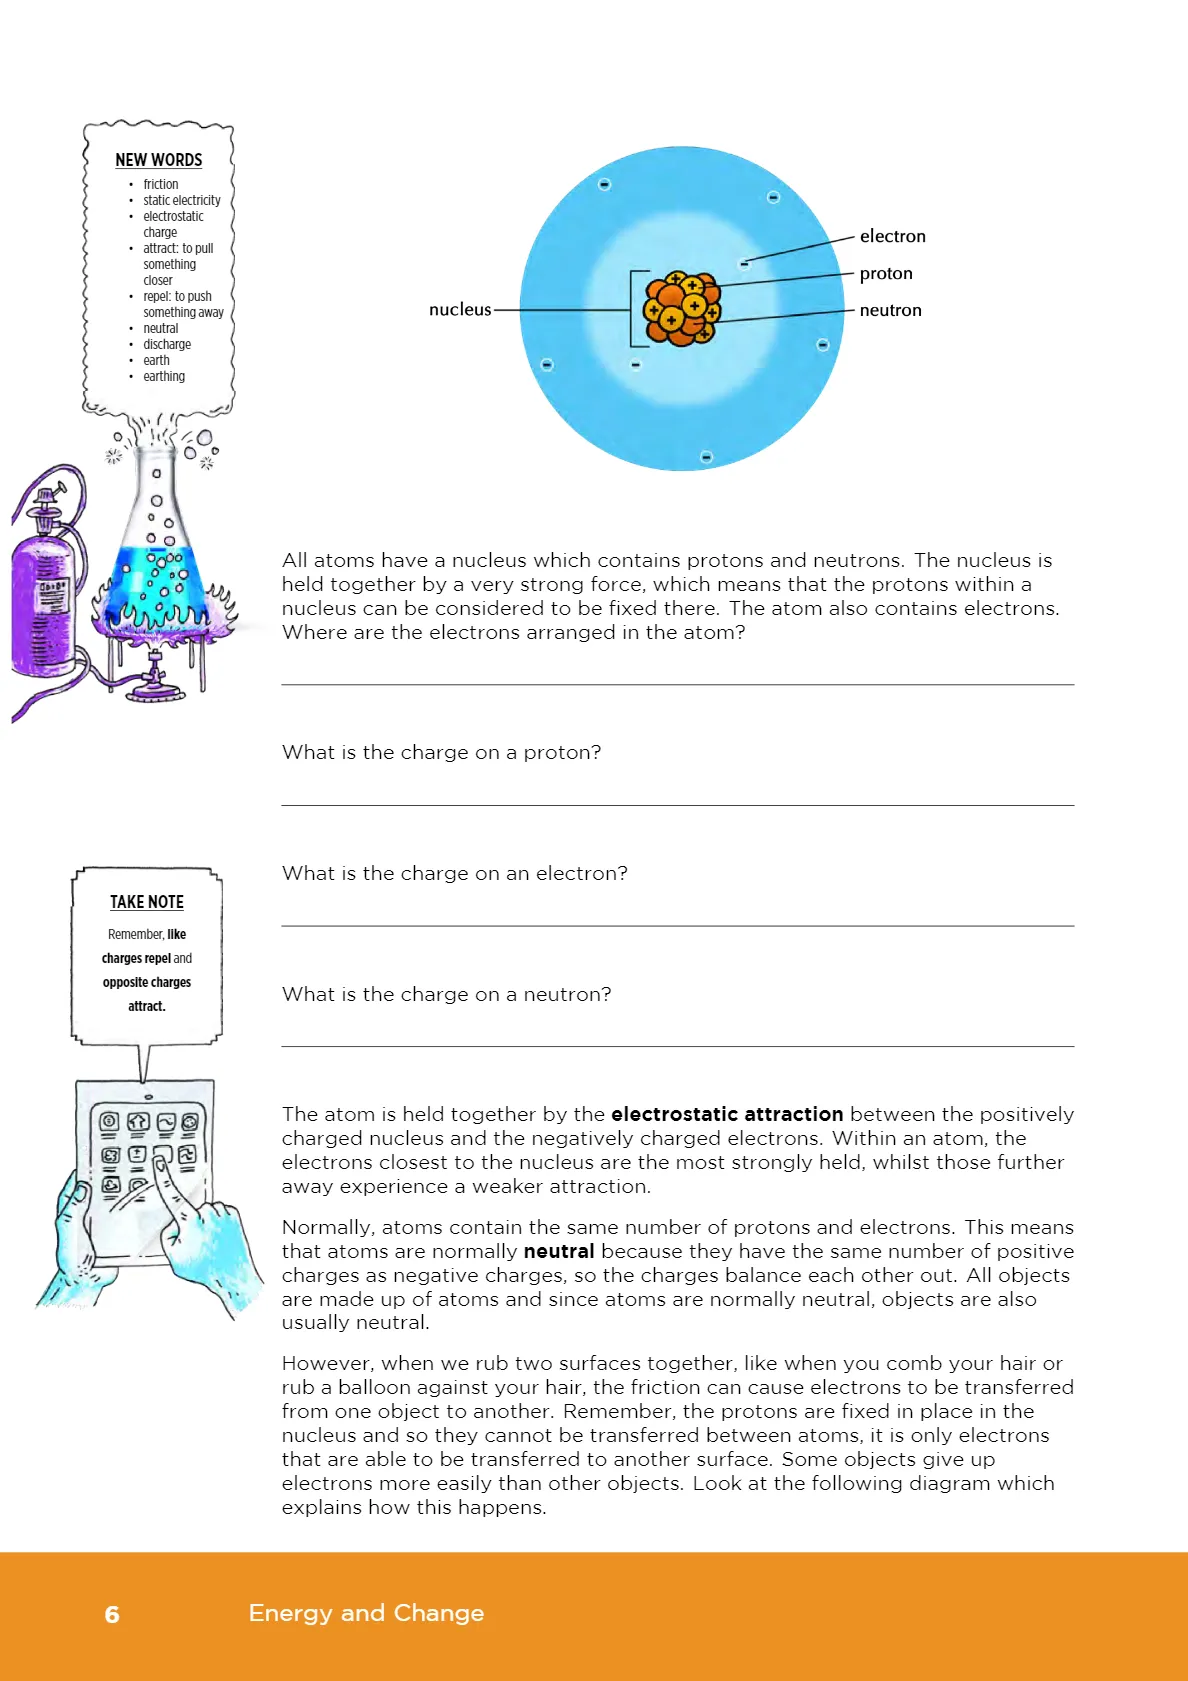 NEW WORDS
• friction
• static electricity
• electrostatic
charge
• attract: to pull
something
closer
• repel: to push
something away
• neutral
• discharge
• earth
• earthing
electron
proton
neutron
nucleus
All atoms have a nucleus which contains protons and neutrons. The nucleus is
held together by a very strong force, which means that the protons within a
nucleus can be considered to be fixed there. The atom also contains electrons.
Where are the electrons arranged in the atom?
What is the charge on a proton?
What is the charge on an electron?
What is the charge on a neutron?
TAKE NOTE
Remember, like
charges repel and
opposite charges
attract.
The atom is held together by the electrostatic attraction between the positively
charged nucleus and the negatively charged electrons. Within an atom, the
electrons closest to the nucleus are the most strongly held, whilst those further
away experience a weaker attraction.
Normally, atoms contain the same number of protons and electrons. This means
that atoms are normally neutral because they have the same number of positive
charges as negative charges, so the charges balance each other out. All objects
are made up of atoms and since atoms are normally neutral, objects are also
usually neutral.
However, when we rub two surfaces together, like when you comb your hair or
rub a balloon against your hair, the friction can cause electrons to be transferred
from one object to another. Remember, the protons are fixed in place in the
nucleus and so they cannot be transferred between atoms, it is only electrons
that are able to be transferred to another surface. Some objects give up
electrons more easily than other objects. Look at the following diagram which
explains how this happens.
6 Energy and Change